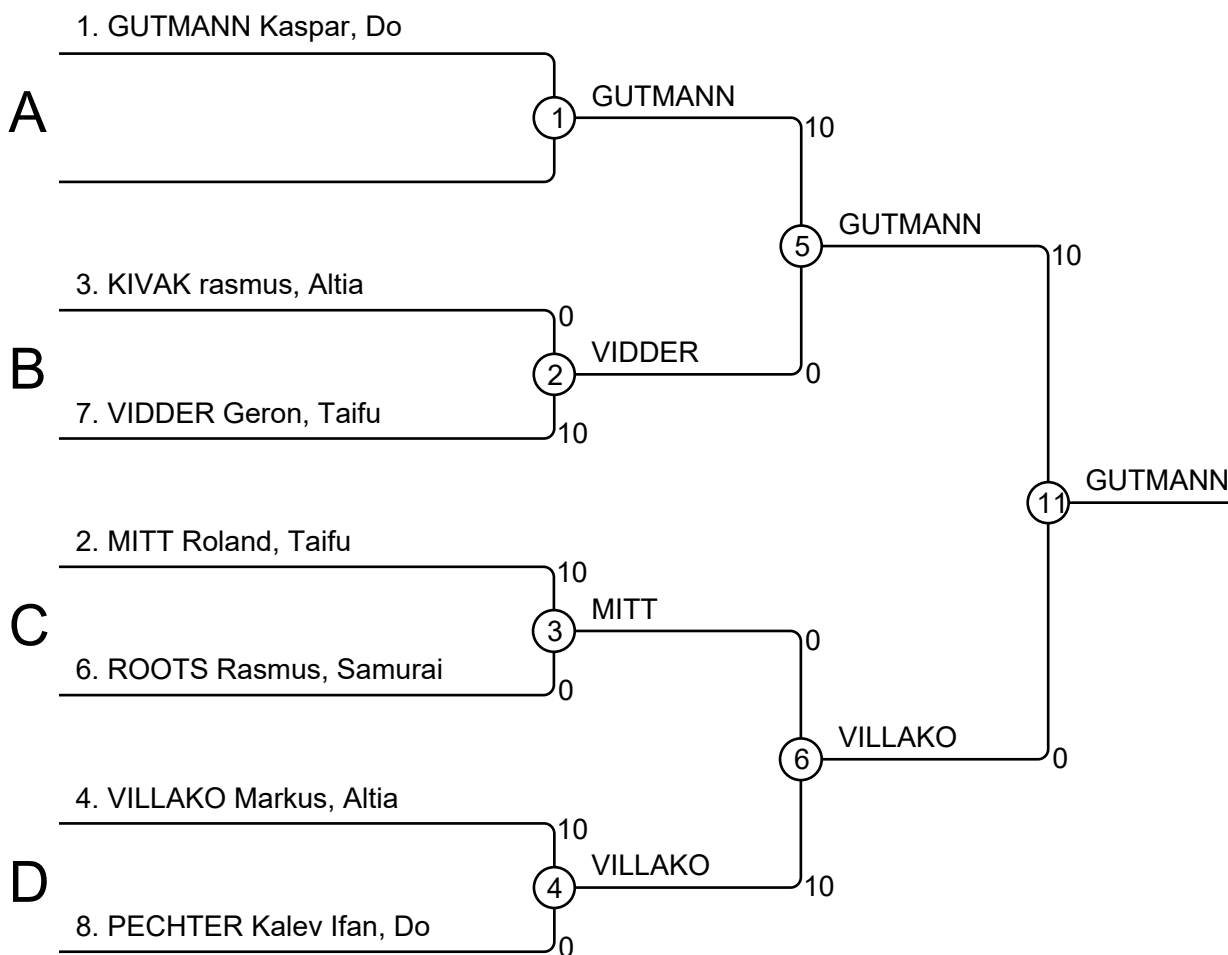 1. GUTMANN Kaspar, Do
A
1
GUTMANN
10
5
GUTMANN
10
3. KIVAK rasmus, Altia
0
B
2
VIDDER
0
7. VIDDER Geron, Taifu
10
11
GUTMANN
2. MITT Roland, Taifu
10
C
3
MITT
0
6. ROOTS Rasmus, Samurai
0
6
VILLAKO
0
4. VILLAKO Markus, Altia
10
D
4
VILLAKO
10
8. PECHTER Kalev Ifan, Do
0